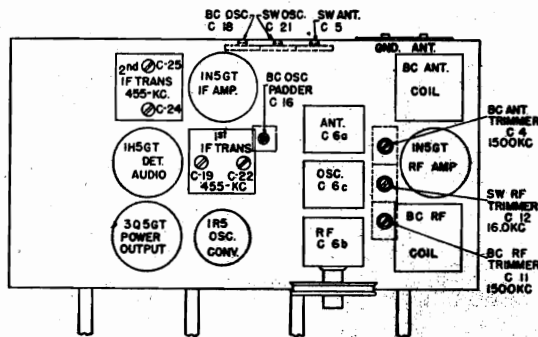 BC OSC. SW OSC. SW ANT.
C 18 C 21 C 5
GND. ANT.
2nd C-25
IF TRANS
455-KC.
C-24
1N5GT
IF AMP.
BC OSC
PADDER
C 16
BC ANT.
COIL
BC ANT
TRIMMER
C 4
1500KC
1H5GT
DET.
AUDIO
1st
IF TRANS
C-19 C-22
455-KC
ANT.
C 6a
1N5GT
RF AMP
OSC.
C 6c
SW RF
TRIMMER
C 12
16.0KC
3Q5GT
POWER
OUTPUT
1R5
OSC.
CONV.
RF
C 6b
BC RF
COIL
BC RF
TRIMMER
C 11
1500KC